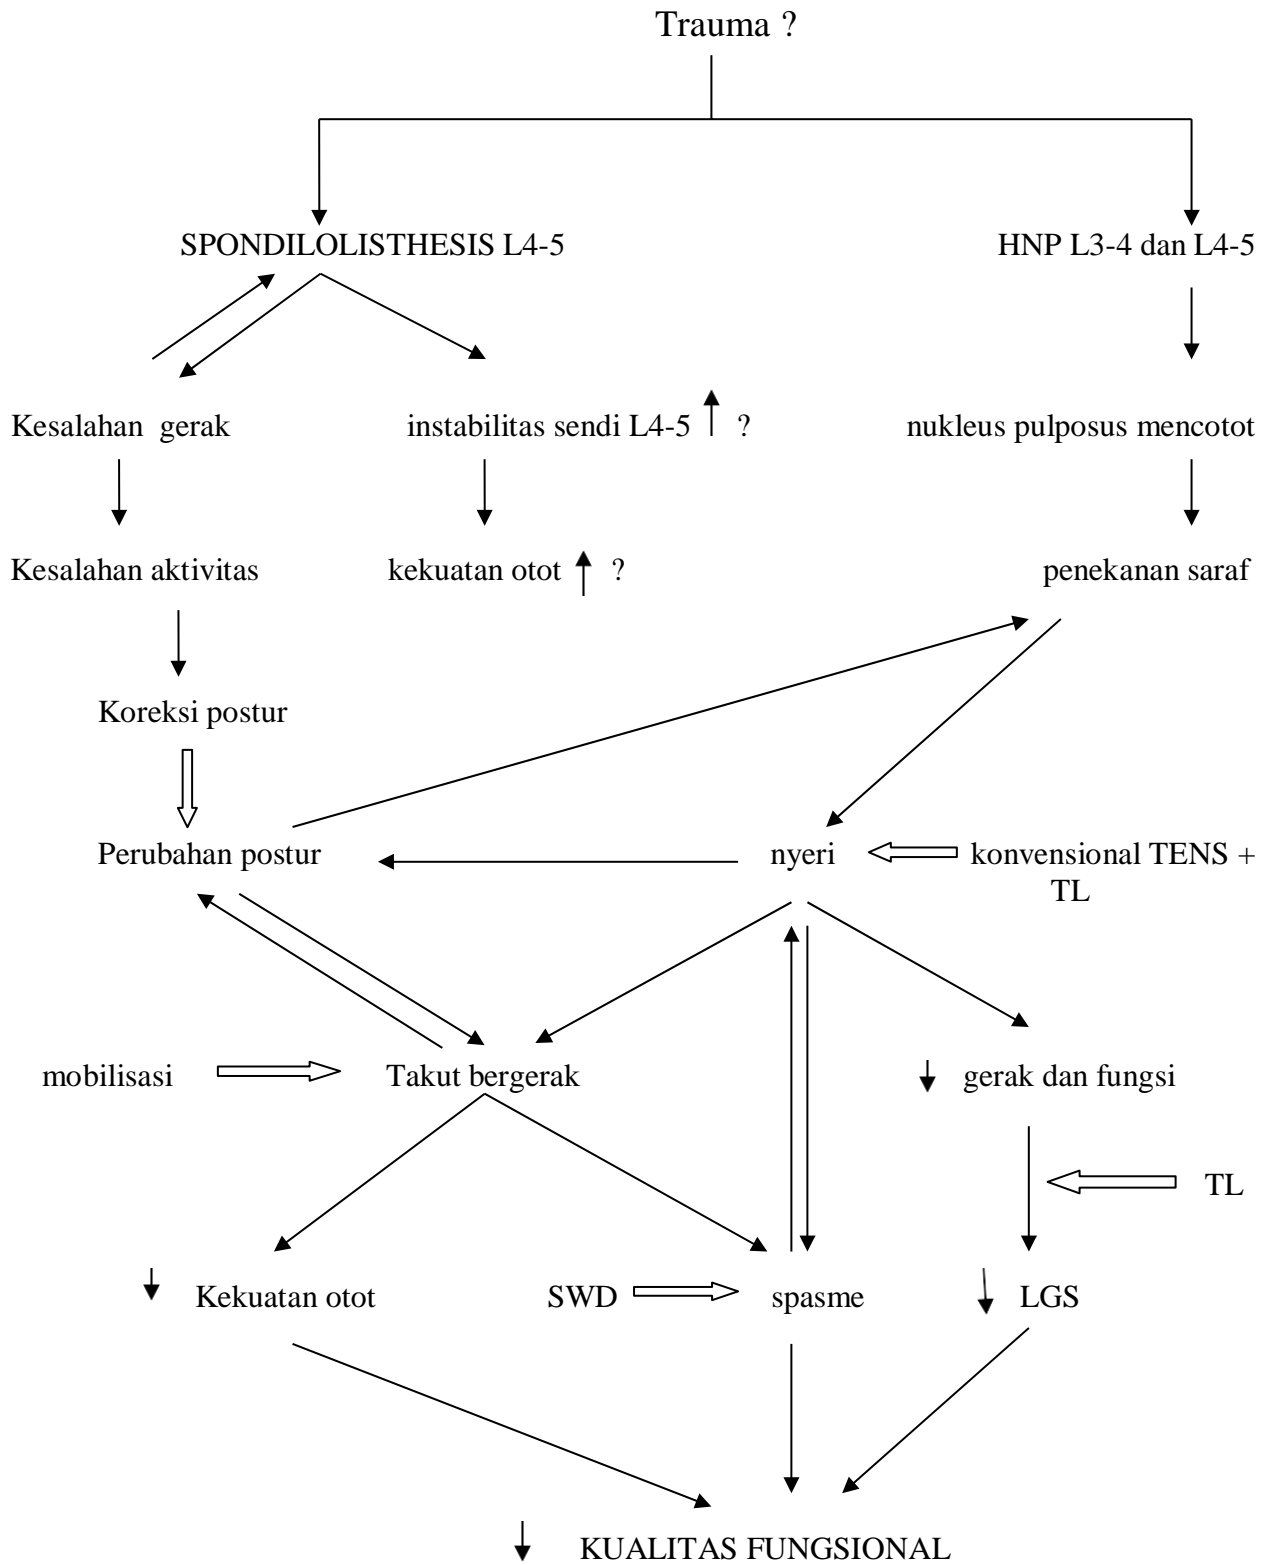 Trauma ?
SPONDILOLISTHESIS L4-5
HNP L3-4 dan L4-5
Kesalahan gerak
instabilitas sendi L4-5 ?
nukleus pulposus mencotot
Kesalahan aktivitas
kekuatan otot ?
penekanan saraf
Koreksi postur
Perubahan postur
nyeri
konvensional TENS +
TL
mobilisasi
Takut bergerak
gerak dan fungsi
TL
Kekuatan otot
SWD
spasme
LGS
KUALITAS FUNGSIONAL